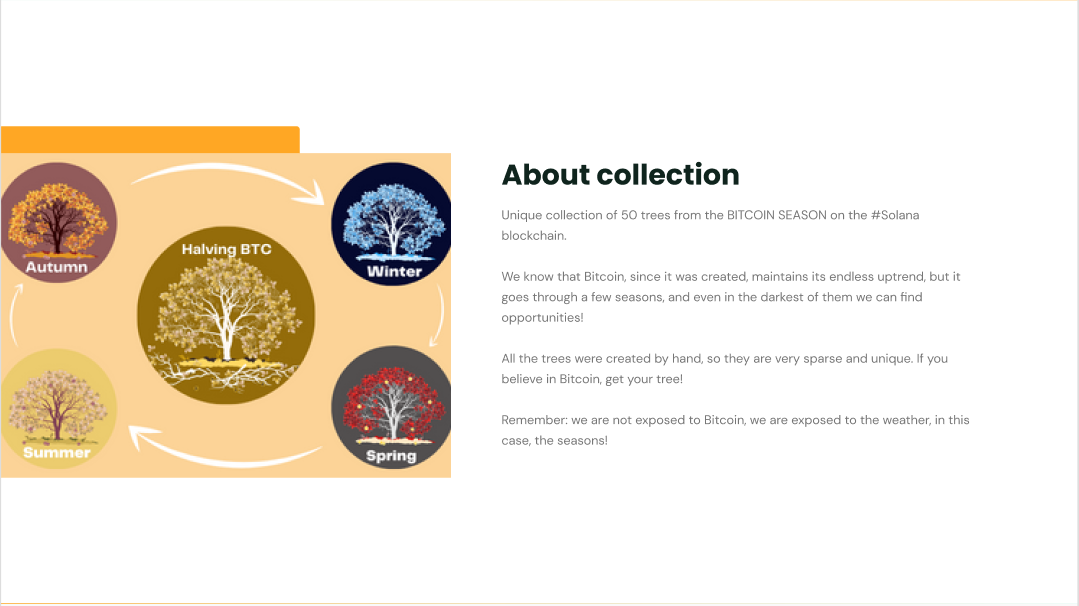 Halving BTC
Autumn
Winter
Summer
Spring
About collection
Unique collection of 50 trees from the BITCOIN SEASON on the #Solana
blockchain.
We know that Bitcoin, since it was created, maintains its endless uptrend, but it
goes through a few seasons, and even in the darkest of them we can find
opportunities!
All the trees were created by hand, so they are very sparse and unique. If you
believe in Bitcoin, get your tree!
Remember: we are not exposed to Bitcoin, we are exposed to the weather, in this
case, the seasons!